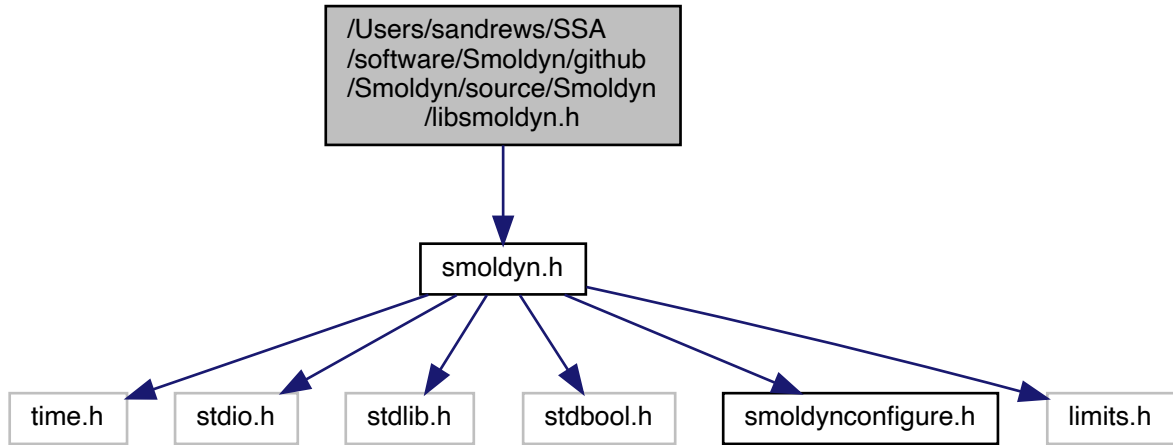 /Users/sandrews/SSA
/software/Smoldyn/github
/Smoldyn/source/Smoldyn
/libsmoldyn.h
smoldyn.h
time.h
stdio.h
stdlib.h
stdbool.h
smoldynconfigure.h
limits.h